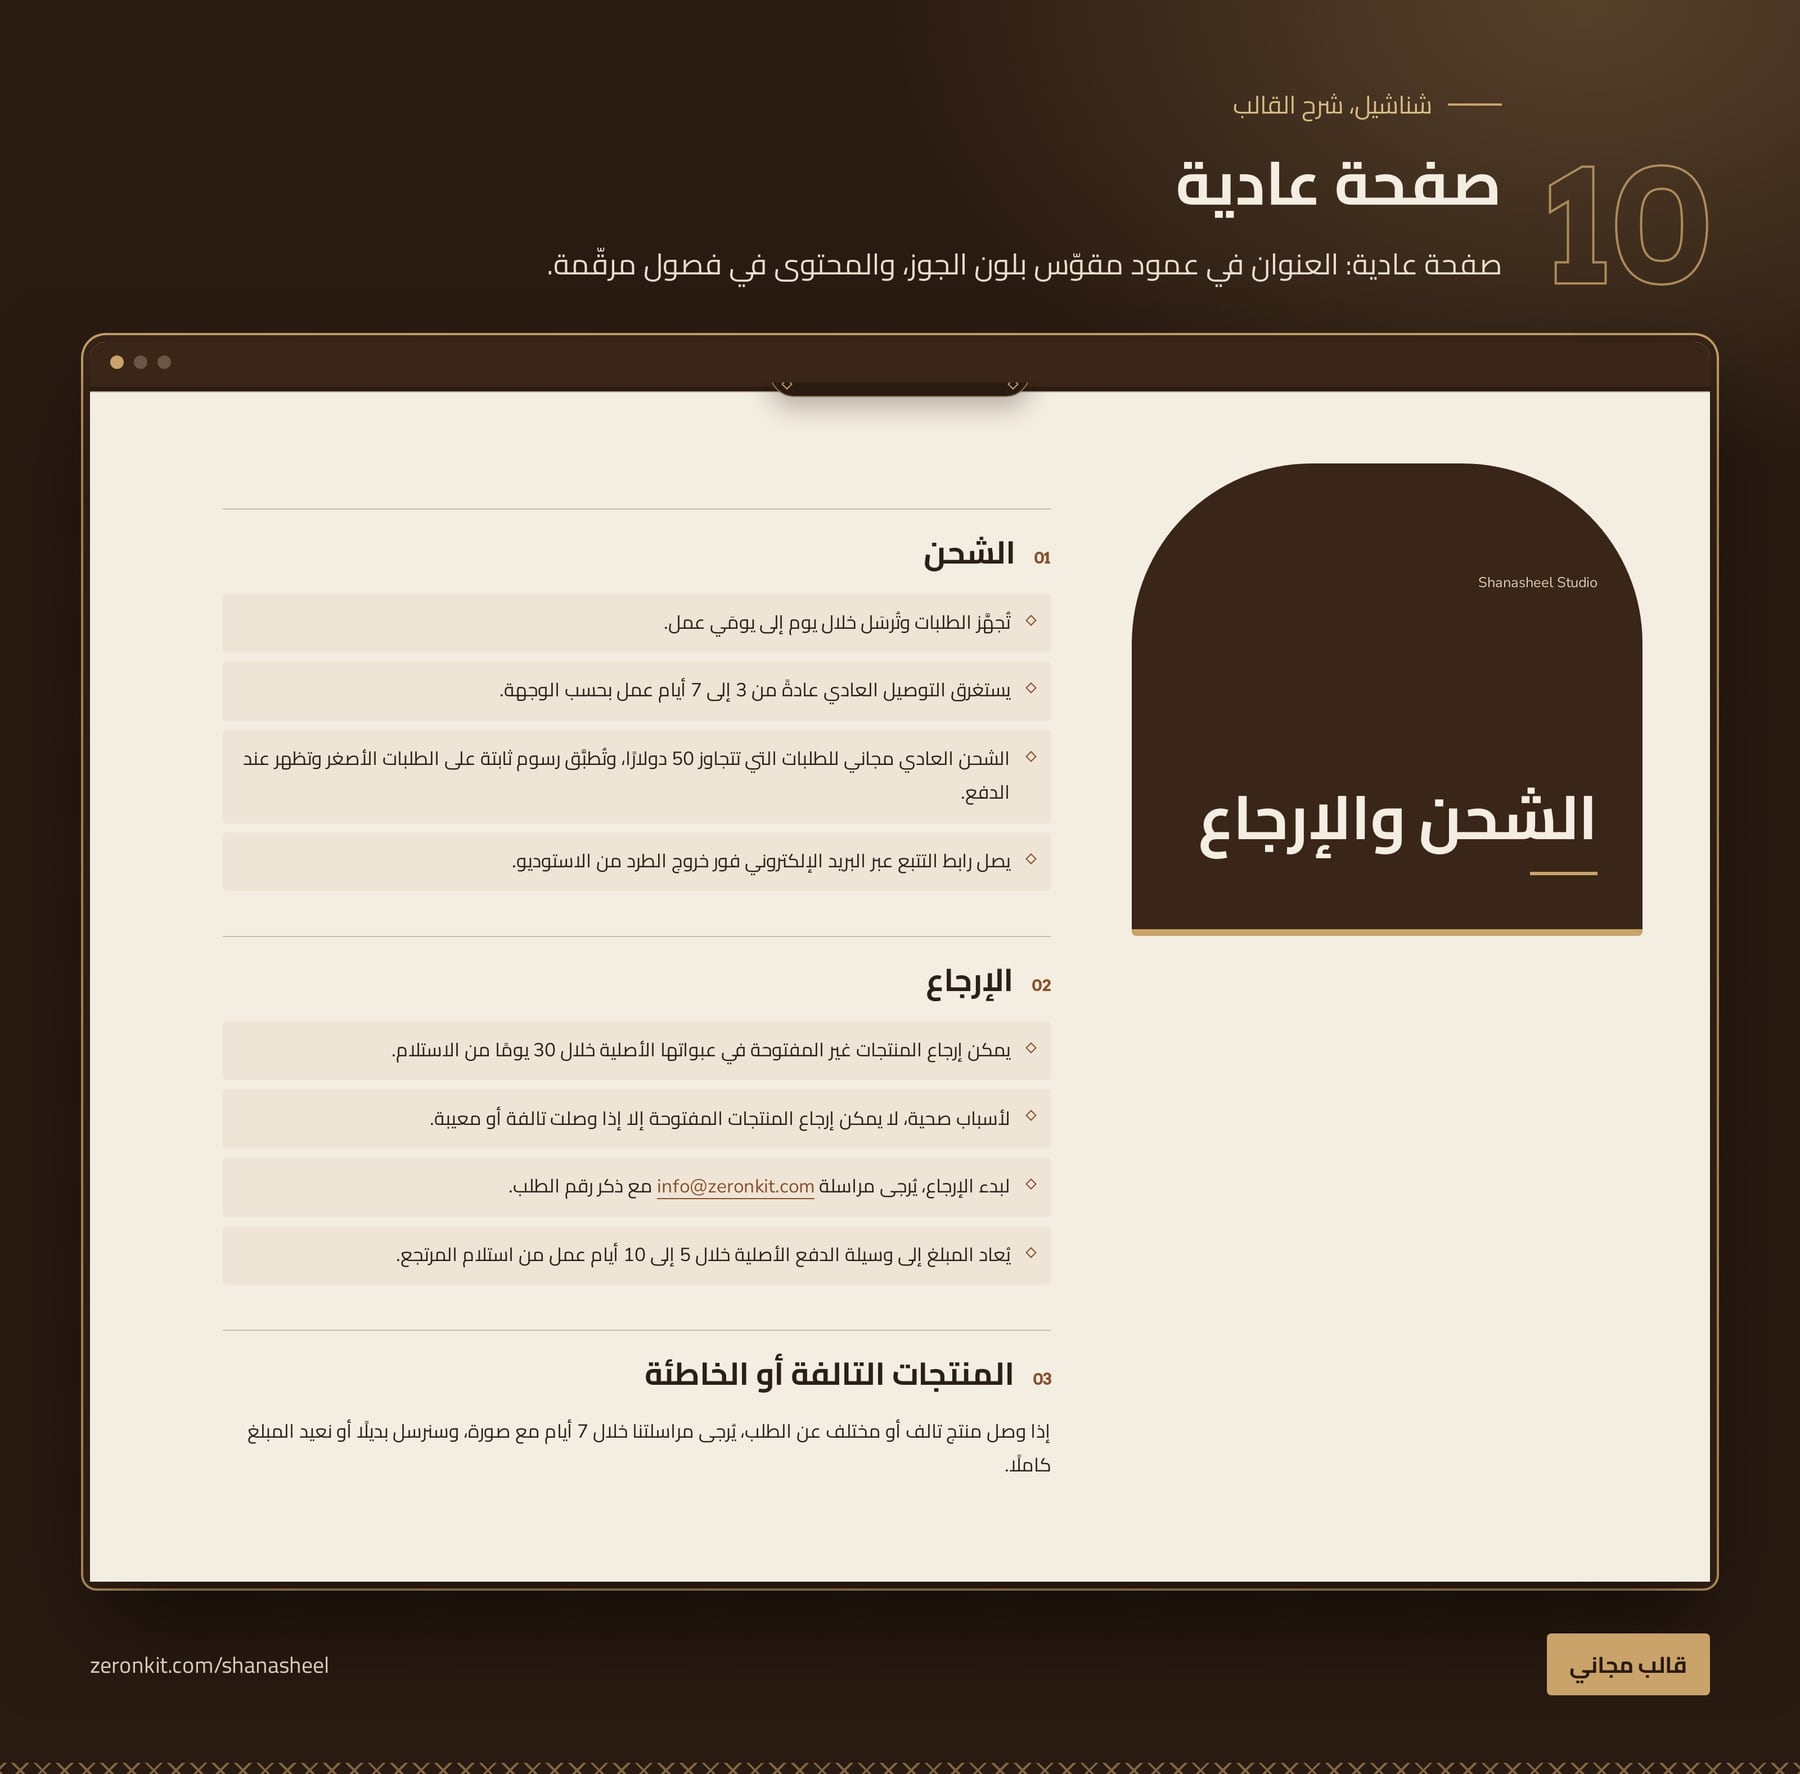 شناشيل، شرح القالب
10
صفحة عادية
صفحة عادية: العنوان في عمود مقوّس بلون الجوز، والمحتوى في فصول مرقّمة.
Shanasheel Studio
الشحن والإرجاع
01 الشحن
تُجهَّز الطلبات وتُرسَل خلال يوم إلى يومَي عمل.
يستغرق التوصيل العادي عادةً من 3 إلى 7 أيام عمل بحسب الوجهة.
الشحن العادي مجاني للطلبات التي تتجاوز 50 دولارًا، وتُطبَّق رسوم ثابتة على الطلبات الأصغر وتظهر عند
الدفع.
يصل رابط التتبع عبر البريد الإلكتروني فور خروج الطرد من الاستوديو.
02 الإرجاع
يمكن إرجاع المنتجات غير المفتوحة في عبواتها الأصلية خلال 30 يومًا من الاستلام.
لأسباب صحية، لا يمكن إرجاع المنتجات المفتوحة إلا إذا وصلت تالفة أو معيبة.
لبدء الإرجاع، يُرجى مراسلة info@zeronkit.com مع ذكر رقم الطلب.
يُعاد المبلغ إلى وسيلة الدفع الأصلية خلال 5 إلى 10 أيام عمل من استلام المرتجع.
03 المنتجات التالفة أو الخاطئة
إذا وصل منتج تالف أو مختلف عن الطلب، يُرجى مراسلتنا خلال 7 أيام مع صورة، وسنرسل بديلًا أو نعيد المبلغ
كاملًا.
قالب مجاني
zeronkit.com/shanasheel